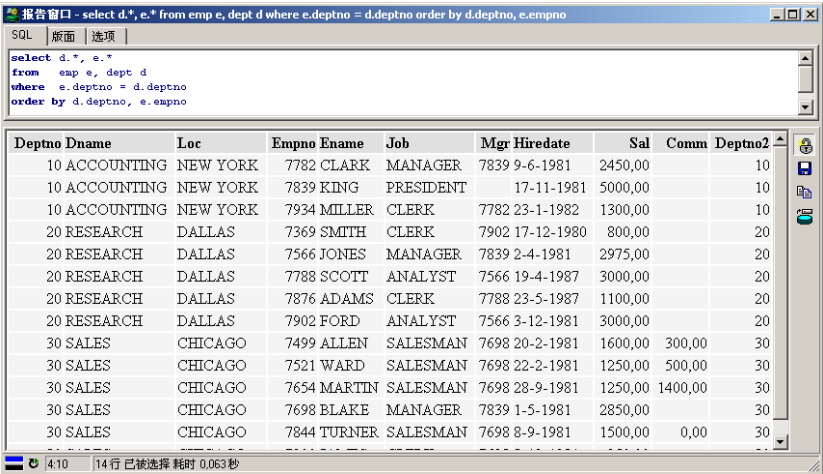 报告窗口 - select d.*, e.* from emp e, dept d where e.deptno = d.deptno order by d.deptno, e.empno
SQL 版面 选项
select d.*, e.*
from emp e, dept d
where e.deptno = d.deptno
order by d.deptno, e.empno
Deptno Dname Loc Empno Ename Job Mgr Hiredate Sal Comm Deptno2
10 ACCOUNTING NEW YORK 7782 CLARK MANAGER 7839 9-6-1981 2450,00 10
10 ACCOUNTING NEW YORK 7839 KING PRESIDENT 17-11-1981 5000,00 10
10 ACCOUNTING NEW YORK 7934 MILLER CLERK 7782 23-1-1982 1300,00 10
20 RESEARCH DALLAS 7369 SMITH CLERK 7902 17-12-1980 800,00 20
20 RESEARCH DALLAS 7566 JONES MANAGER 7839 2-4-1981 2975,00 20
20 RESEARCH DALLAS 7788 SCOTT ANALYST 7566 19-4-1987 3000,00 20
20 RESEARCH DALLAS 7876 ADAMS CLERK 7788 23-5-1987 1100,00 20
20 RESEARCH DALLAS 7902 FORD ANALYST 7566 3-12-1981 3000,00 20
30 SALES CHICAGO 7499 ALLEN SALESMAN 7698 20-2-1981 1600,00 300,00 30
30 SALES CHICAGO 7521 WARD SALESMAN 7698 22-2-1981 1250,00 500,00 30
30 SALES CHICAGO 7654 MARTIN SALESMAN 7698 28-9-1981 1250,00 1400,00 30
30 SALES CHICAGO 7698 BLAKE MANAGER 7839 1-5-1981 2850,00 30
30 SALES CHICAGO 7844 TURNER SALESMAN 7698 8-9-1981 1500,00 0,00 30
4:10 14 行 已被选择 耗时 0.063 秒